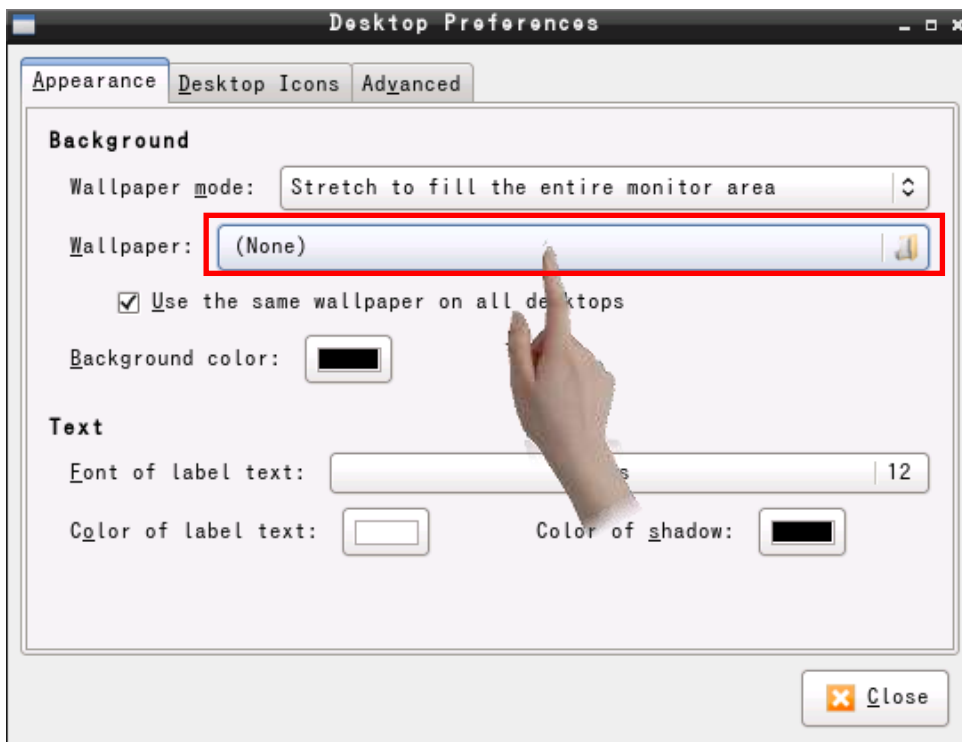 Desktop Preferences
Appearance Desktop Icons Advanced
Background
Wallpaper mode: Stretch to fill the entire monitor area
Wallpaper: (None)
Use the same wallpaper on all desktops
Background color:
Text
Font of label text: 12
Color of label text: Color of shadow:
Close